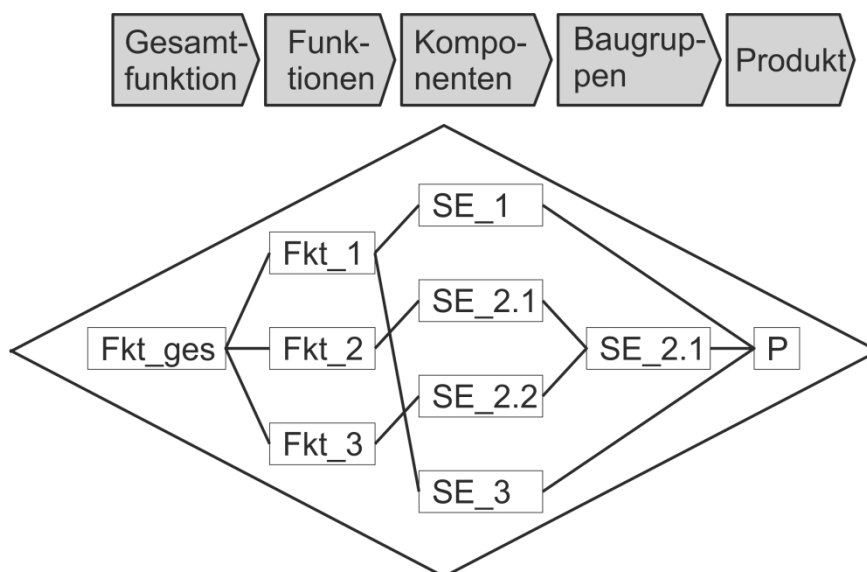 Gesamt-
funktion
Funk-
tionen
Kompo-
nenten
Baugrup-
pen
Produkt
SE_1
Fkt_1
SE_2.1
Fkt_ges
Fkt_2
SE_2.1
P
SE_2.2
Fkt_3
SE_3